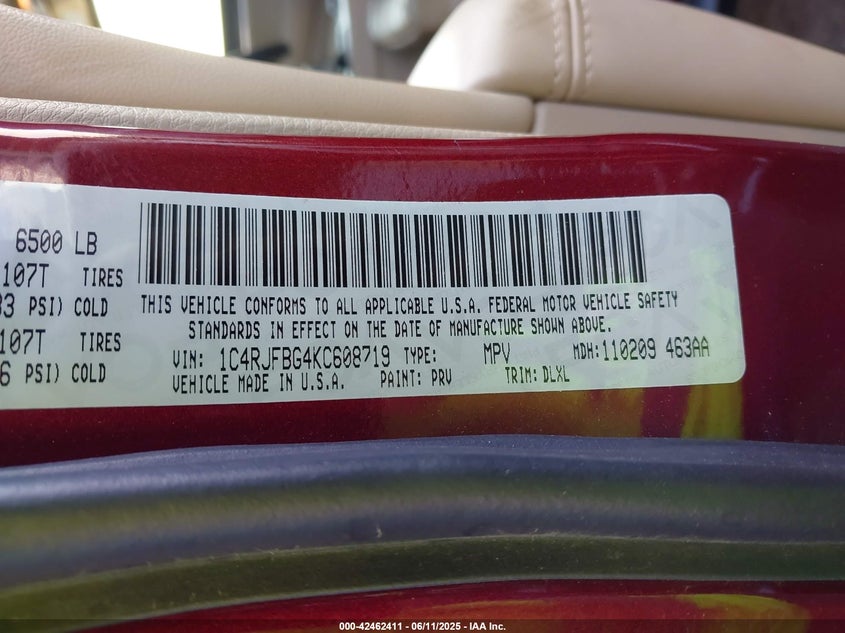 6500 LB
107T TIRES
33 PSI) COLD
107T TIRES
6 PSI) COLD
THIS VEHICLE CONFORMS TO ALL APPLICABLE U.S.A. FEDERAL MOTOR VEHICLE SAFETY
STANDARDS IN EFFECT ON THE DATE OF MANUFACTURE SHOWN ABOVE.
VIN: 1C4RJFBG4KC608719 TYPE: MPV MDH: 110209 463AA
VEHICLE MADE IN U.S.A. PAINT: PRV TRIM: DLXL
000-42462411 - 06/11/2025 - IAA Inc.